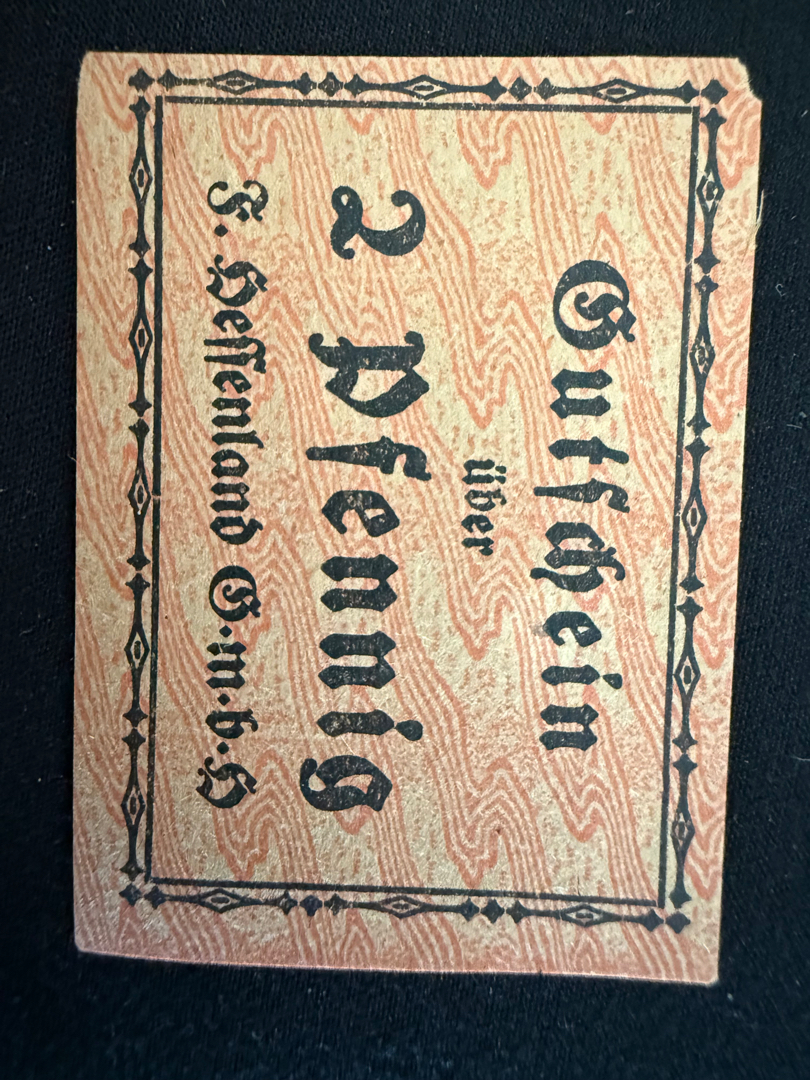 Gutschein
über
2 Pfennig
F. Hessenland G.m.b.H